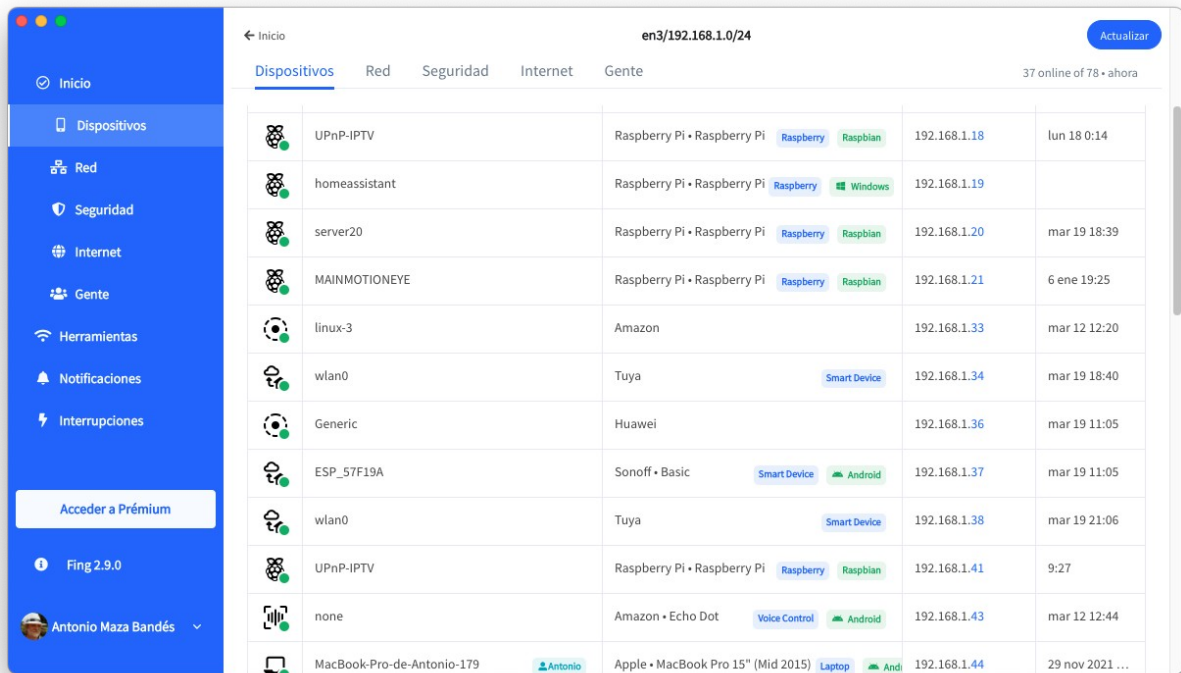 ← Inicio
en3/192.168.1.0/24
Actualizar
Dispositivos Red Seguridad Internet Gente
37 online of 78 • ahora
Inicio
Dispositivos
Red
Seguridad
Internet
Gente
Herramientas
Notificaciones
Interrupciones
Acceder a Prémium
Fing 2.9.0
Antonio Maza Bandés
UPnP-IPTV Raspberry Pi • Raspberry Pi Raspberry Raspbian 192.168.1.18 lun 18 0:14
homeassistant Raspberry Pi • Raspberry Pi Raspberry Windows 192.168.1.19
server20 Raspberry Pi • Raspberry Pi Raspberry Raspbian 192.168.1.20 mar 19 18:39
MAINMOTIONEYE Raspberry Pi • Raspberry Pi Raspberry Raspbian 192.168.1.21 6 ene 19:25
linux-3 Amazon 192.168.1.33 mar 12 12:20
wlan0 Tuya Smart Device 192.168.1.34 mar 19 18:40
Generic Huawei 192.168.1.36 mar 19 11:05
ESP_57F19A Sonoff • Basic Smart Device Android 192.168.1.37 mar 19 11:05
wlan0 Tuya Smart Device 192.168.1.38 mar 19 21:06
UPnP-IPTV Raspberry Pi • Raspberry Pi Raspberry Raspbian 192.168.1.41 9:27
none Amazon • Echo Dot Voice Control Android 192.168.1.43 mar 12 12:44
MacBook-Pro-de-Antonio-179 Antonio Apple • MacBook Pro 15" (Mid 2015) Laptop And 192.168.1.44 29 nov 2021 ...